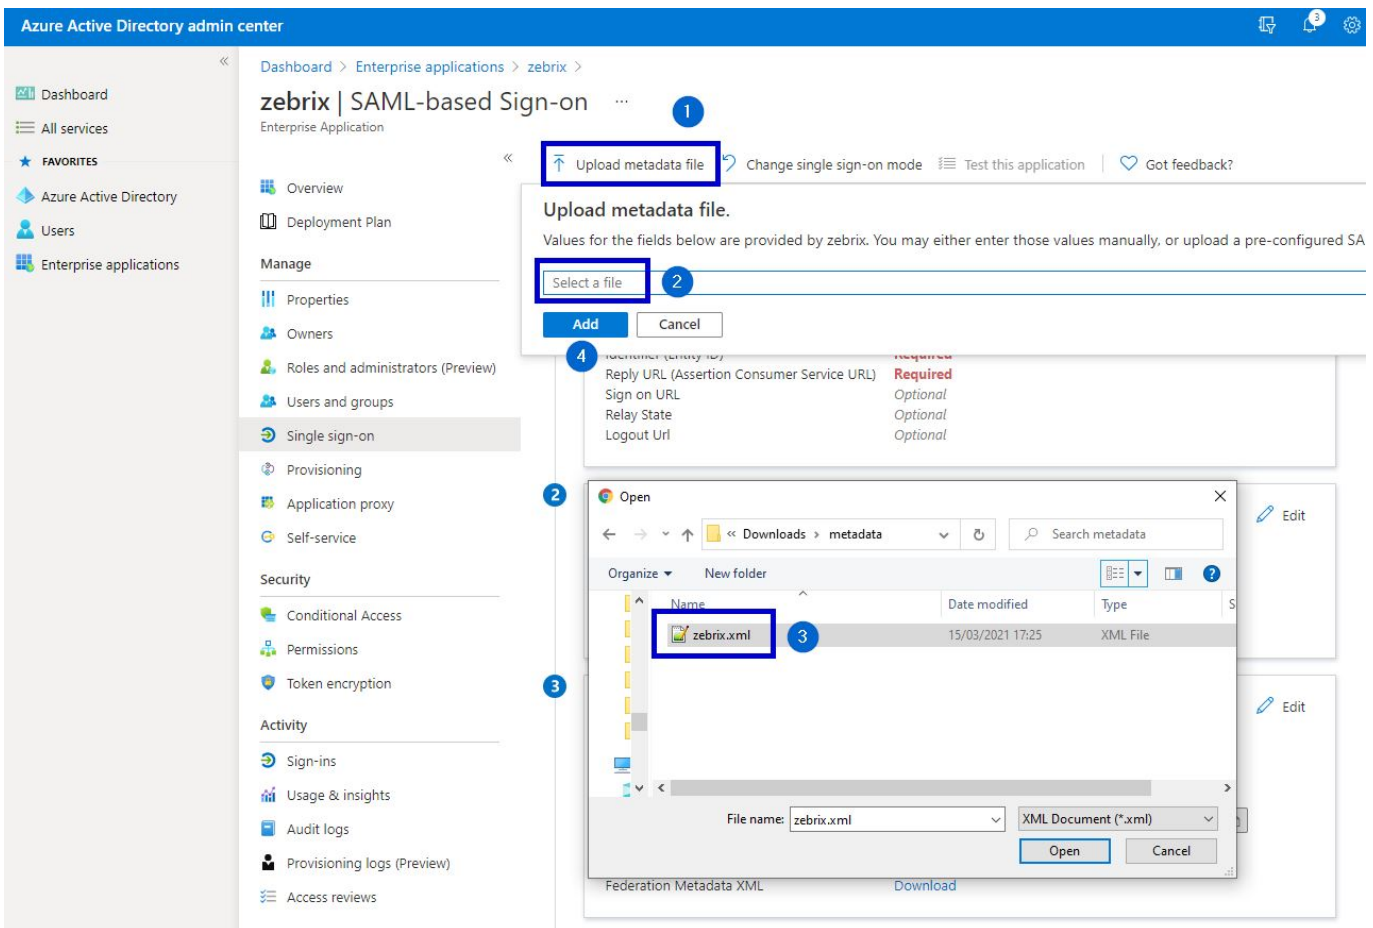 Azure Active Directory admin center
3
«
Dashboard
All services
FAVORITES
Azure Active Directory
Users
Enterprise applications
Dashboard > Enterprise applications > zebrix >
zebrix | SAML-based Sign-on ...
Enterprise Application
«
Overview
Deployment Plan
Manage
Properties
Owners
Roles and administrators (Preview)
Users and groups
Single sign-on
Provisioning
Application proxy
Self-service
Security
Conditional Access
Permissions
Token encryption
Activity
Sign-ins
Usage & insights
Audit logs
Provisioning logs (Preview)
Access reviews
1
Upload metadata file Change single sign-on mode Test this application Got feedback?
Upload metadata file.
Values for the fields below are provided by zebrix. You may either enter those values manually, or upload a pre-configured SA
Select a file 2
Add Cancel
4
Identifier (Entity ID) Required
Reply URL (Assertion Consumer Service URL) Required
Sign on URL Optional
Relay State Optional
Logout Url Optional
2
Edit
Open
« Downloads > metadata Search metadata
Organize New folder
Name Date modified Type S
zebrix.xml 3 15/03/2021 17:25 XML File
3
Edit
File name: zebrix.xml XML Document (*.xml)
Open Cancel
Federation Metadata XML Download